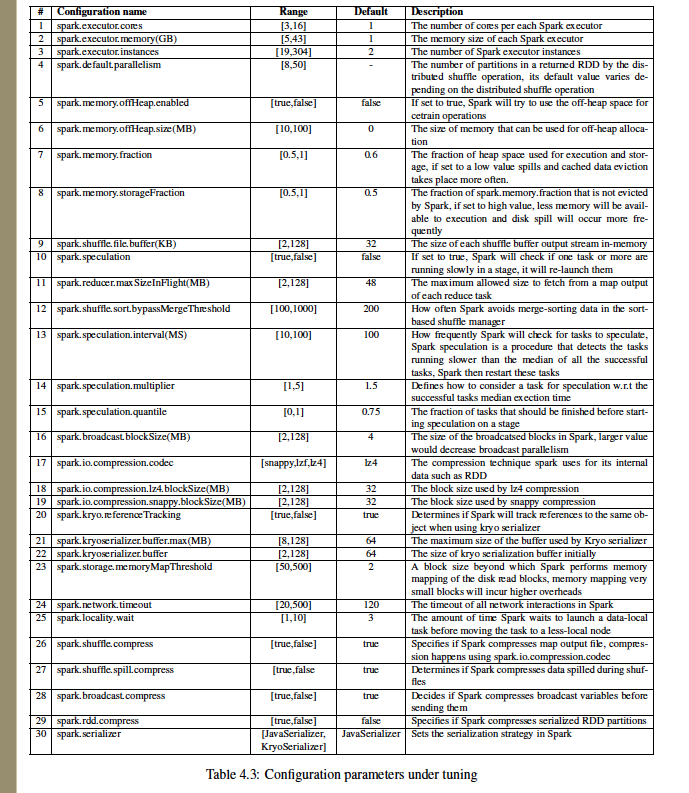 # Configuration name Range Default Description
1 spark.executor.cores [3,16] 1 The number of cores per each Spark executor
2 spark.executor.memory(GB) [5,43] 1 The memory size of each Spark executor
3 spark.executor.instances [19,304] 2 The number of Spark executor instances
4 spark.default.parallelism [8,50] - The number of partitions in a returned RDD by the dis-
tributed shuffle operation, its default value varies de-
pending on the distributed shuffle operation
5 spark.memory.offHeap.enabled [true,false] false If set to true, Spark will try to use the off-heap space for
cetrain operations
6 spark.memory.offHeap.size(MB) [10,100] 0 The size of memory that can be used for off-heap alloca-
tion
7 spark.memory.fraction [0.5,1] 0.6 The fraction of heap space used for execution and stor-
age, if set to a low value spills and cached data eviction
takes place more often.
8 spark.memory.storageFraction [0.5,1] 0.5 The fraction of spark.memory.fraction that is not evicted
by Spark, if set to high value, less memory will be avail-
able to execution and disk spill will occur more fre-
quently
9 spark.shuffle.file.buffer(KB) [2,128] 32 The size of each shuffle buffer output stream in-memory
10 spark.speculation [true,false] false If set to true, Spark will check if one task or more are
running slowly in a stage, it will re-launch them
11 spark.reducer.maxSizeInFlight(MB) [2,128] 48 The maximum allowed size to fetch from a map output
of each reduce task
12 spark.shuffle.sort.bypassMergeThreshold [100,1000] 200 How often Spark avoids merge-sorting data in the sort-
based shuffle manager
13 spark.speculation.interval(MS) [10,100] 100 How frequently Spark will check for tasks to speculate,
Spark speculation is a procedure that detects the tasks
running slower than the median of all the successful
tasks, Spark then restart these tasks
14 spark.speculation.multiplier [1,5] 1.5 Defines how to consider a task for speculation w.r.t the
successful tasks median exection time
15 spark.speculation.quantile [0,1] 0.75 The fraction of tasks that should be finished before start-
ing speculation on a stage
16 spark.broadcast.blockSize(MB) [2,128] 4 The size of the broadcatsed blocks in Spark, larger value
would decrease broadcast parallelism
17 spark.io.compression.codec [snappy,lzf,lz4] lz4 The compression technique spark uses for its internal
data such as RDD
18 spark.io.compression.lz4.blockSize(MB) [2,128] 32 The block size used by lz4 compression
19 spark.io.compression.snappy.blockSize(MB) [2,128] 32 The block size used by snappy compression
20 spark.kryo.referenceTracking [true,false] true Determines if Spark will track references to the same ob-
ject when using kryo serializer
21 spark.kryoserializer.buffer.max(MB) [8,128] 64 The maximum size of the buffer used by Kryo serializer
22 spark.kryoserializer.buffer [2,128] 64 The size of kryo serialization buffer initially
23 spark.storage.memoryMapThreshold [50,500] 2 A block size beyond which Spark performs memory
mapping of the disk read blocks, memory mapping very
small blocks will incur higher overheads
24 spark.network.timeout [20,500] 120 The timeout of all network interactions in Spark
25 spark.locality.wait [1,10] 3 The amount of time Spark waits to launch a data-local
task before moving the task to a less-local node
26 spark.shuffle.compress [true,false] true Specifies if Spark compresses map output file, compres-
sion happens using spark.io.compression.codec
27 spark.shuffle.spill.compress [true,false true Determines if Spark compresses data spilled during shuf-
fles
28 spark.broadcast.compress [true,false] true Decides if Spark compresses broadcast variables before
sending them
29 spark.rdd.compress [true,false] false Specifies if Spark compresses serialized RDD partitions
30 spark.serializer [JavaSerializer, JavaSerializer Sets the serialization strategy in Spark
KryoSerializer]
Table 4.3: Configuration parameters under tuning